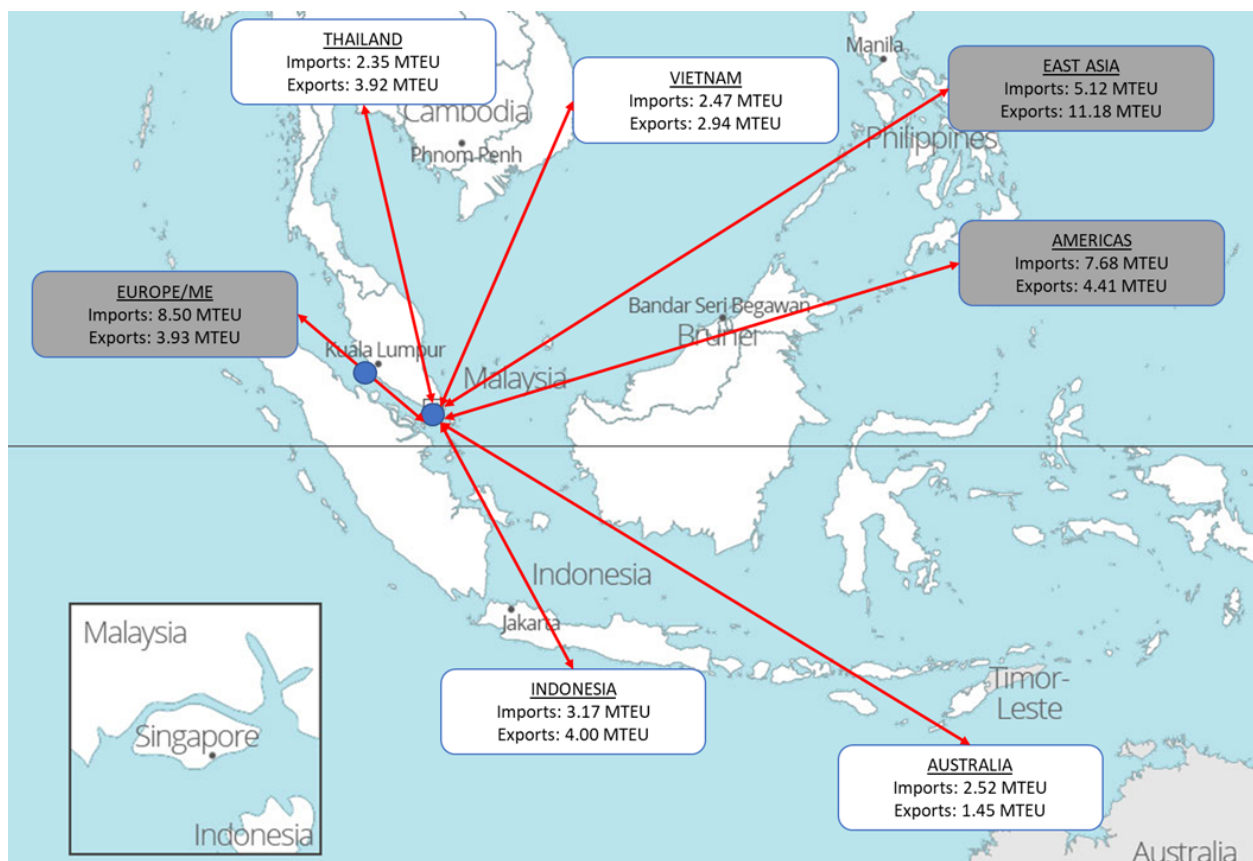 THAILAND
Imports: 2.35 MTEU
Exports: 3.92 MTEU
VIETNAM
Imports: 2.47 MTEU
Exports: 2.94 MTEU
Manila
EAST ASIA
Imports: 5.12 MTEU
Exports: 11.18 MTEU
Cambodia
Phnom Penh
Philippines
AMERICAS
Imports: 7.68 MTEU
Exports: 4.41 MTEU
EUROPE/ME
Imports: 8.50 MTEU
Exports: 3.93 MTEU
Bandar Seri Begawan
Brunei
Kuala Lumpur
Malaysia
Indonesia
Jakarta
INDONESIA
Imports: 3.17 MTEU
Exports: 4.00 MTEU
Timor-
Leste
AUSTRALIA
Imports: 2.52 MTEU
Exports: 1.45 MTEU
Australia
Malaysia
Singapore
Indonesia